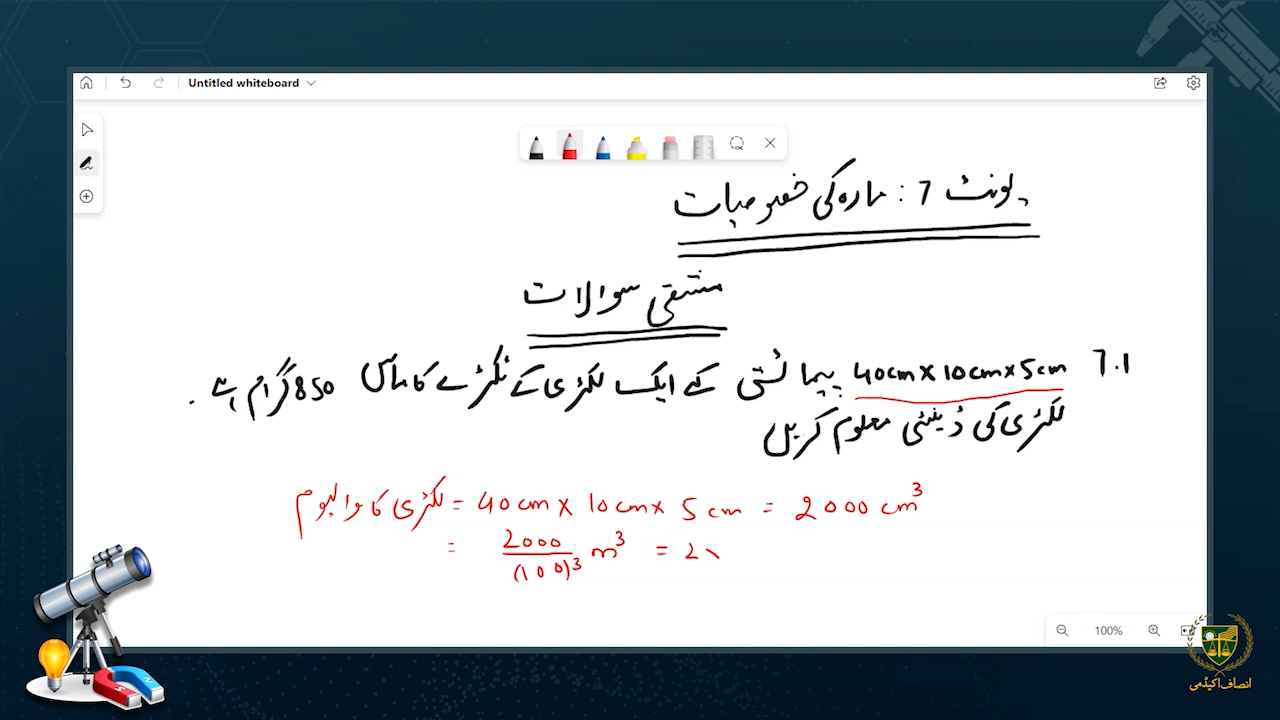 Untitled whiteboard
یونٹ 7 : مادہ کی خصوصیات
مشقی سوالات
7.1 40cm x 10cm x 5cm پیمائشی کے ایک لکڑی کے ٹکڑے کا ماس 850 گرام ہے۔
لکڑی کی ڈینسٹی معلوم کریں
لکڑی کا والیوم = 40 cm x 10 cm x 5 cm = 2000 cm³
= 2000/(100)³ m³ = 2
100%
انصاف اکیڈمی